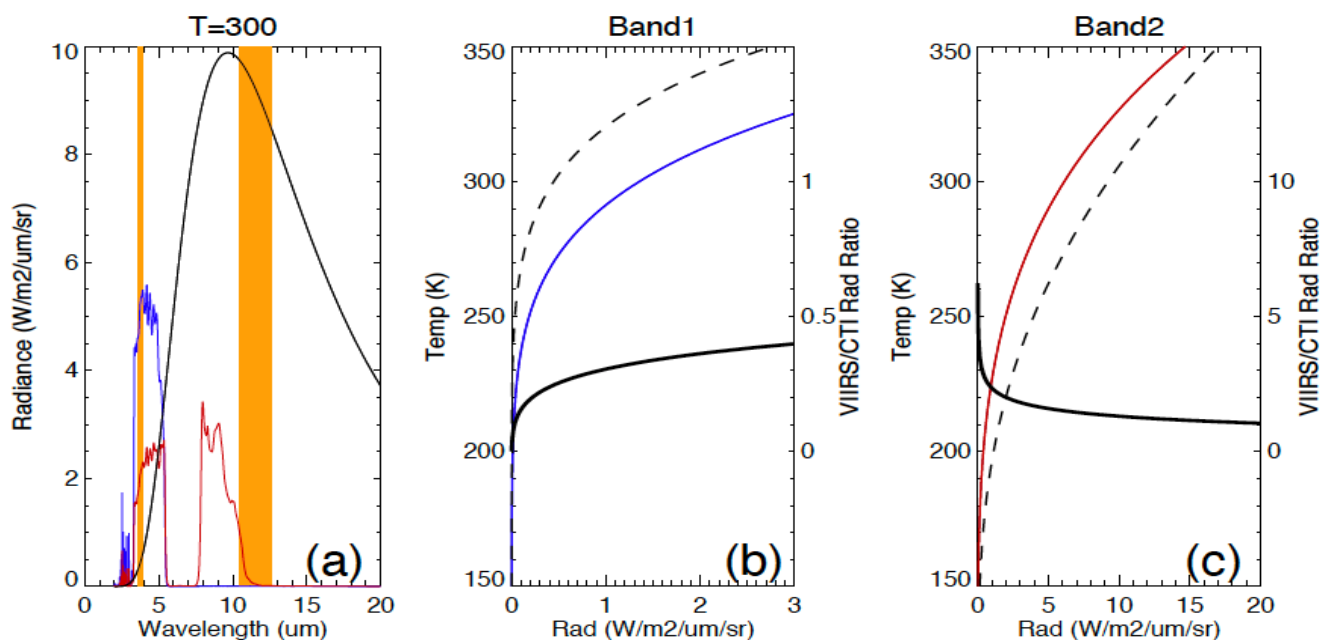 T=300
10
8
6
4
2
0
Radiance (W/m2/um/sr)
0 5 10 15 20
Wavelength (um)
(a)
Band1
350
300
250
200
150
Temp (K)
1
0.5
0
VIIRS/CTI Rad Ratio
0 1 2 3
Rad (W/m2/um/sr)
(b)
Band2
350
300
250
200
150
Temp (K)
10
5
0
VIIRS/CTI Rad Ratio
0 5 10 15 20
Rad (W/m2/um/sr)
(c)